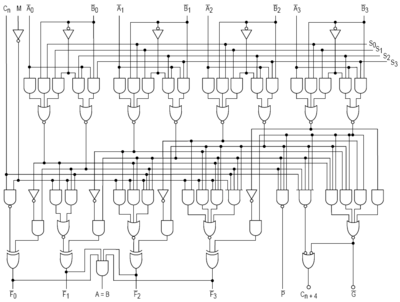 Cn M A0 B0 A1 B1 A2 B2 A3 B3
S0
S1
S2
S3
F0 F1 A = B F2 F3 P Cn + 4 G